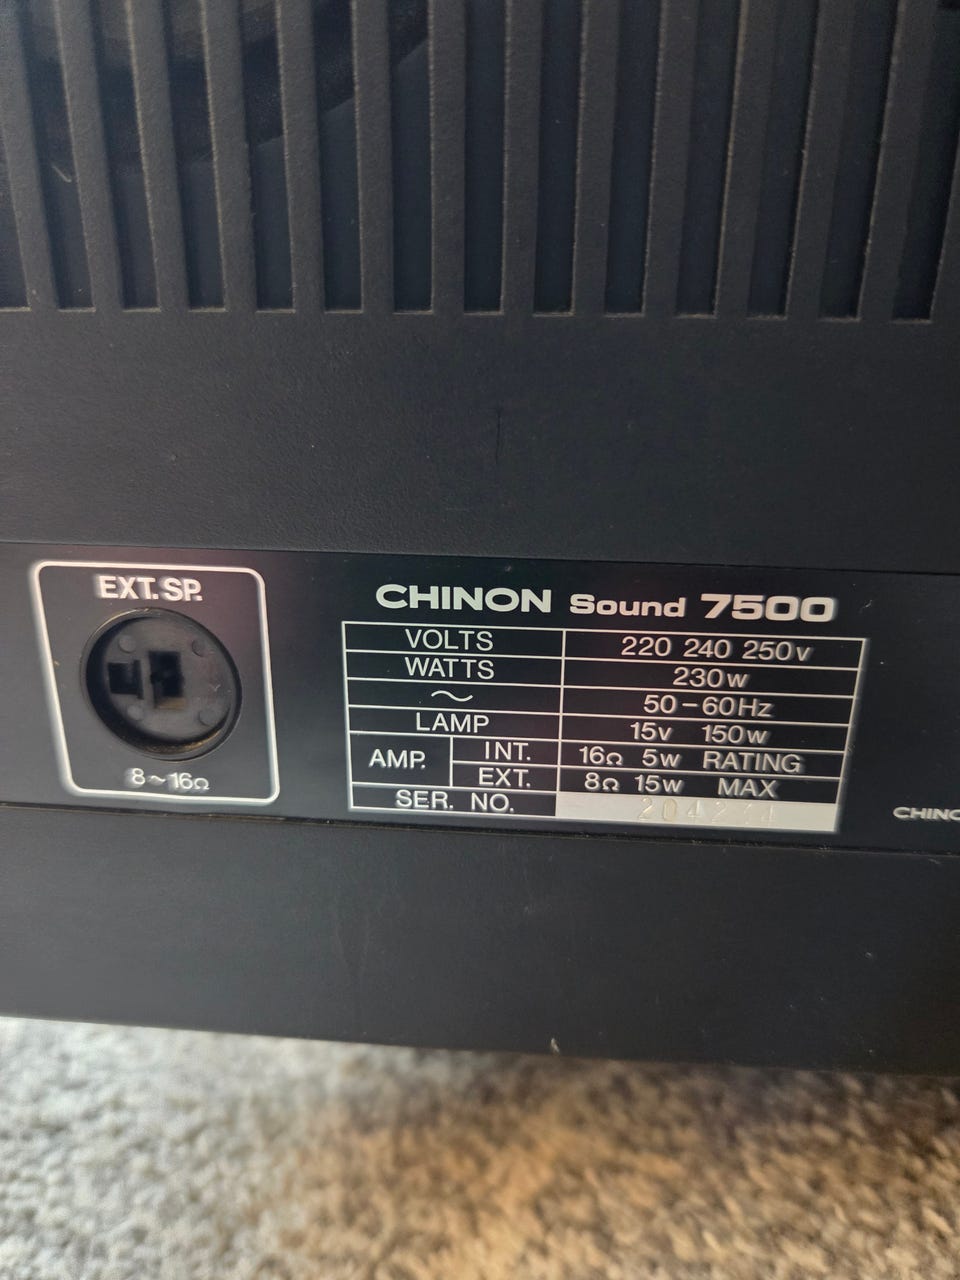 EXT. SP.
8~16Ω
CHINON Sound 7500
VOLTS 220 240 250v
WATTS 230w
~ 50-60Hz
LAMP 15v 150w
AMP. INT. 16Ω 5w RATING
EXT. 8Ω 15w MAX
SER. NO.
CHINO